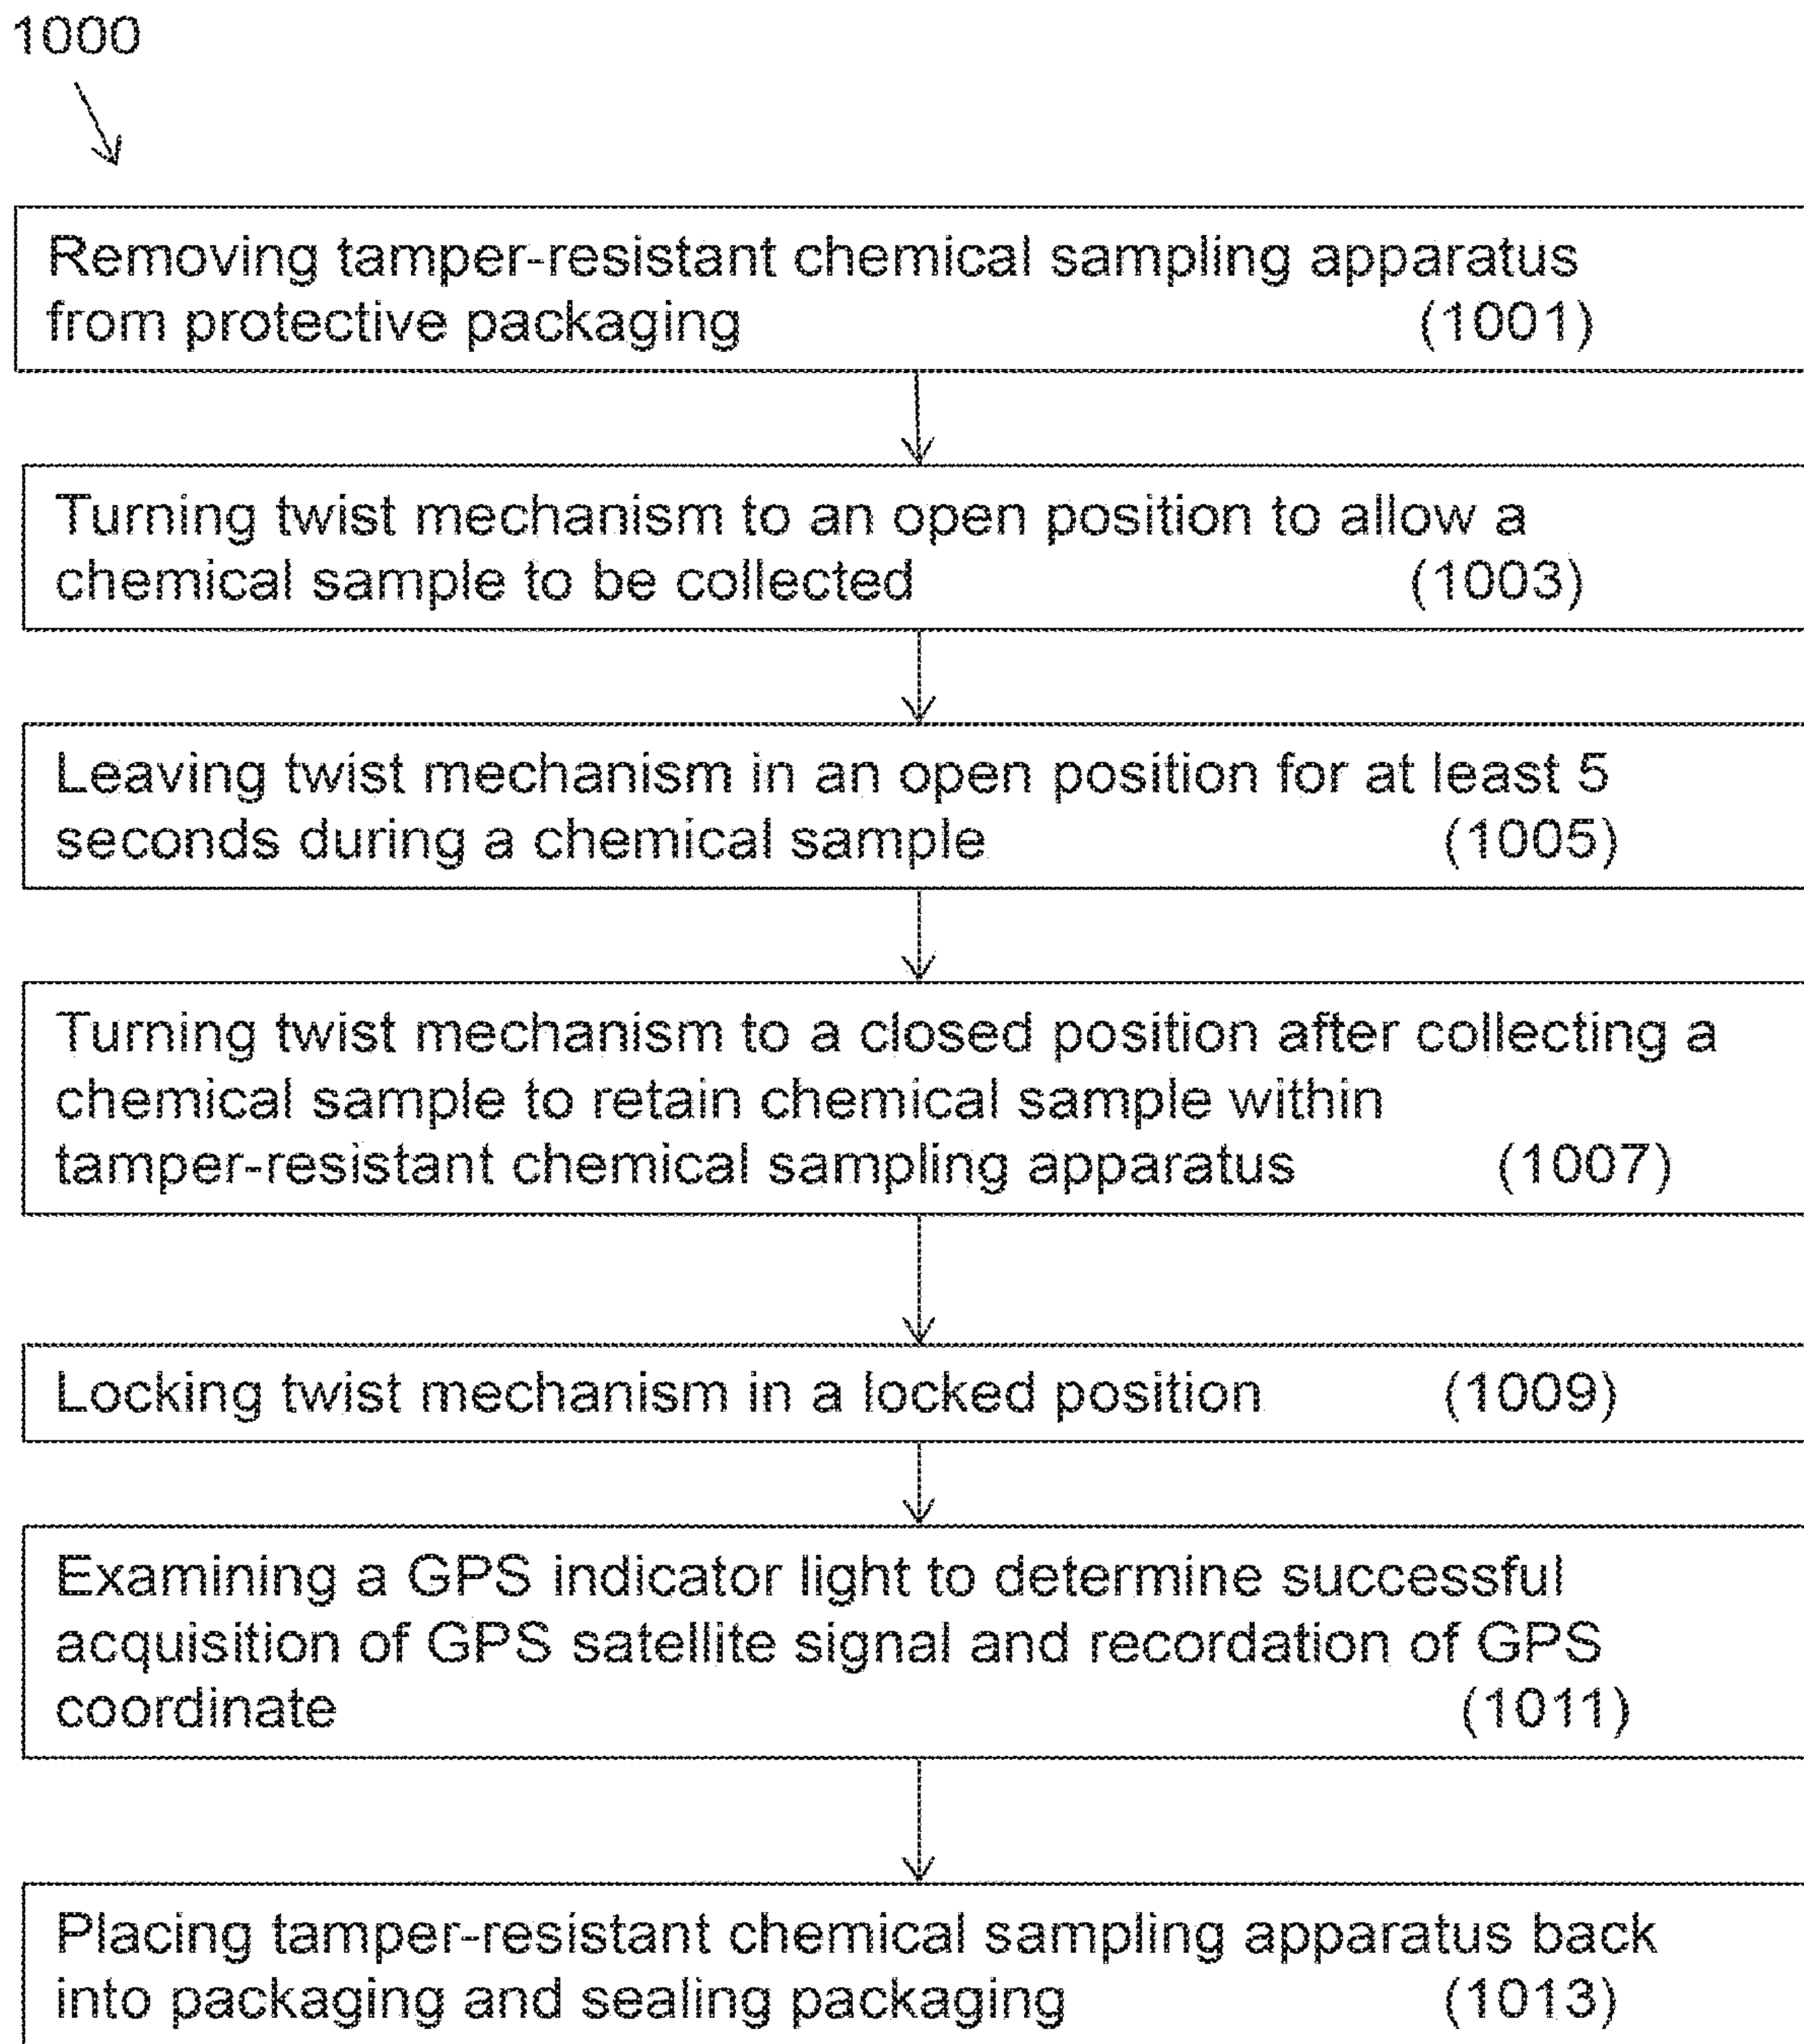 1000
Removing tamper-resistant chemical sampling apparatus
from protective packaging (1001)
Turning twist mechanism to an open position to allow a
chemical sample to be collected (1003)
Leaving twist mechanism in an open position for at least 5
seconds during a chemical sample (1005)
Turning twist mechanism to a closed position after collecting a
chemical sample to retain chemical sample within
tamper-resistant chemical sampling apparatus (1007)
Locking twist mechanism in a locked position (1009)
Examining a GPS indicator light to determine successful
acquisition of GPS satellite signal and recordation of GPS
coordinate (1011)
Placing tamper-resistant chemical sampling apparatus back
into packaging and sealing packaging (1013)